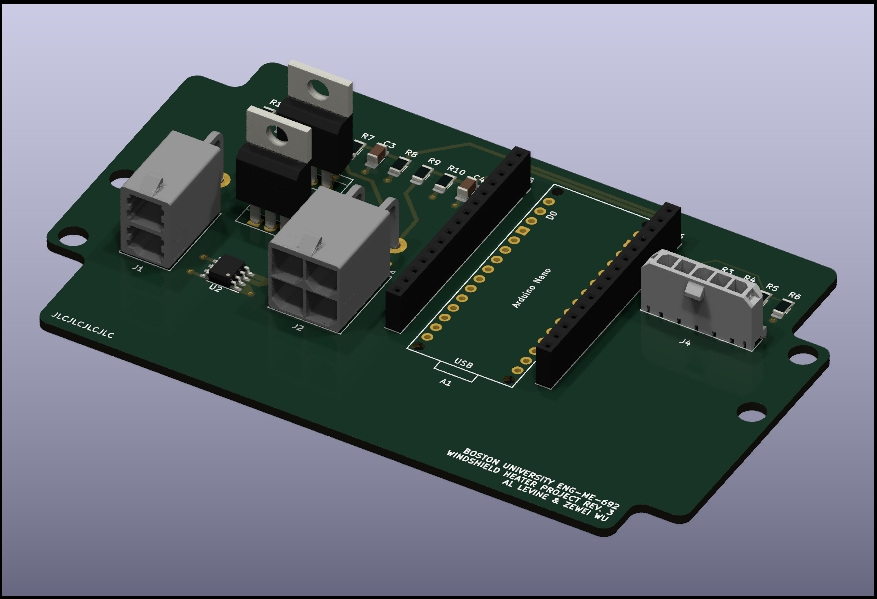 R1
R7
C3
R8
R9
R10
C4
D0
Arduino Nano
J1
U2
J2
R3
R4
R5
R6
J4
JLCJLCJLCJLC
USB
A1
BOSTON UNIVERSITY ENG-ME-692
WINDSHIELD HEATER PROJECT REV. 3
AL LEVINE & ZEWEI WU